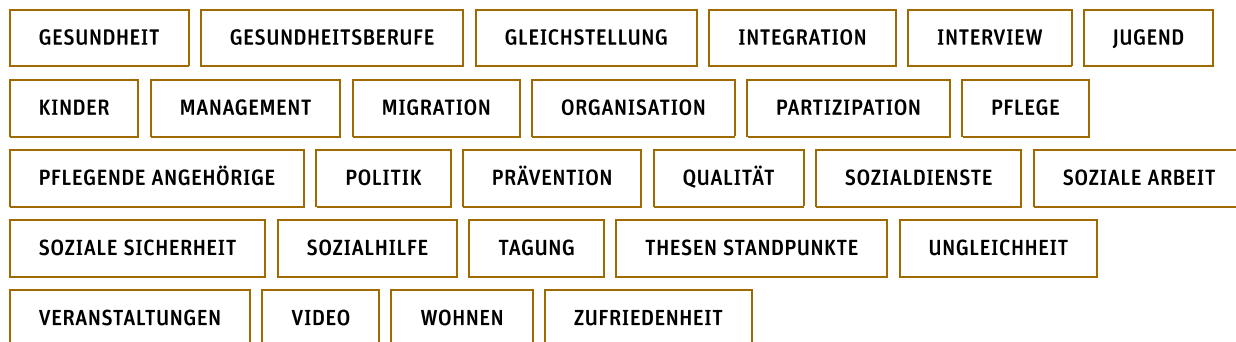 GESUNDHEIT GESUNDHEITSBERUFE GLEICHSTELLUNG INTEGRATION INTERVIEW JUGEND
KINDER MANAGEMENT MIGRATION ORGANISATION PARTIZIPATION PFLEGE
PFLEGENDE ANGEHÖRIGE POLITIK PRÄVENTION QUALITÄT SOZIALDIENSTE SOZIALE ARBEIT
SOZIALE SICHERHEIT SOZIALHILFE TAGUNG THESEN STANDPUNKTE UNGLEICHHEIT
VERANSTALTUNGEN VIDEO WOHNEN ZUFRIEDENHEIT